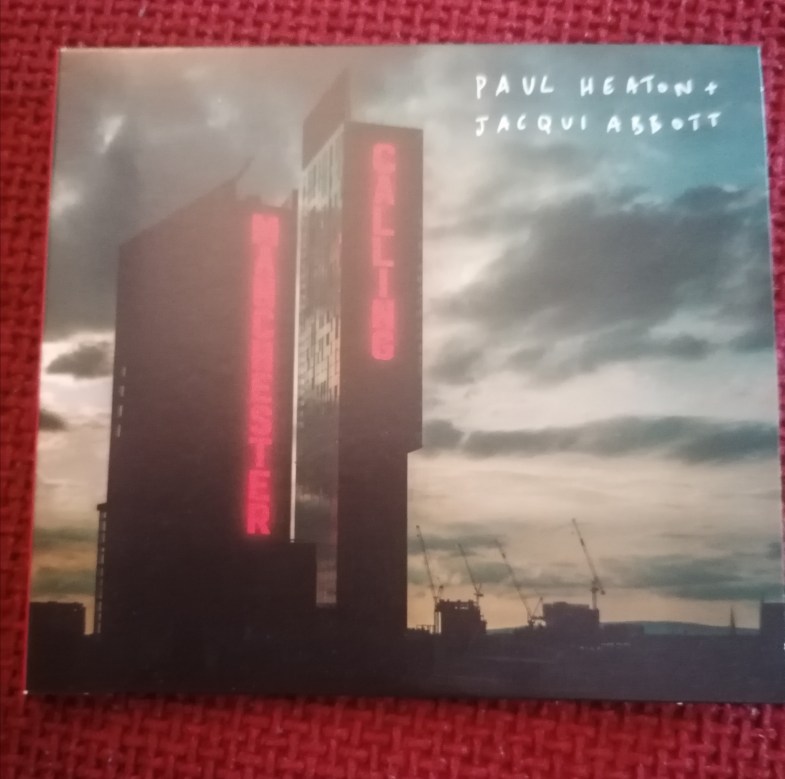 PAUL HEATON +
JACQUI ABBOTT
MANCHESTER
CALLING